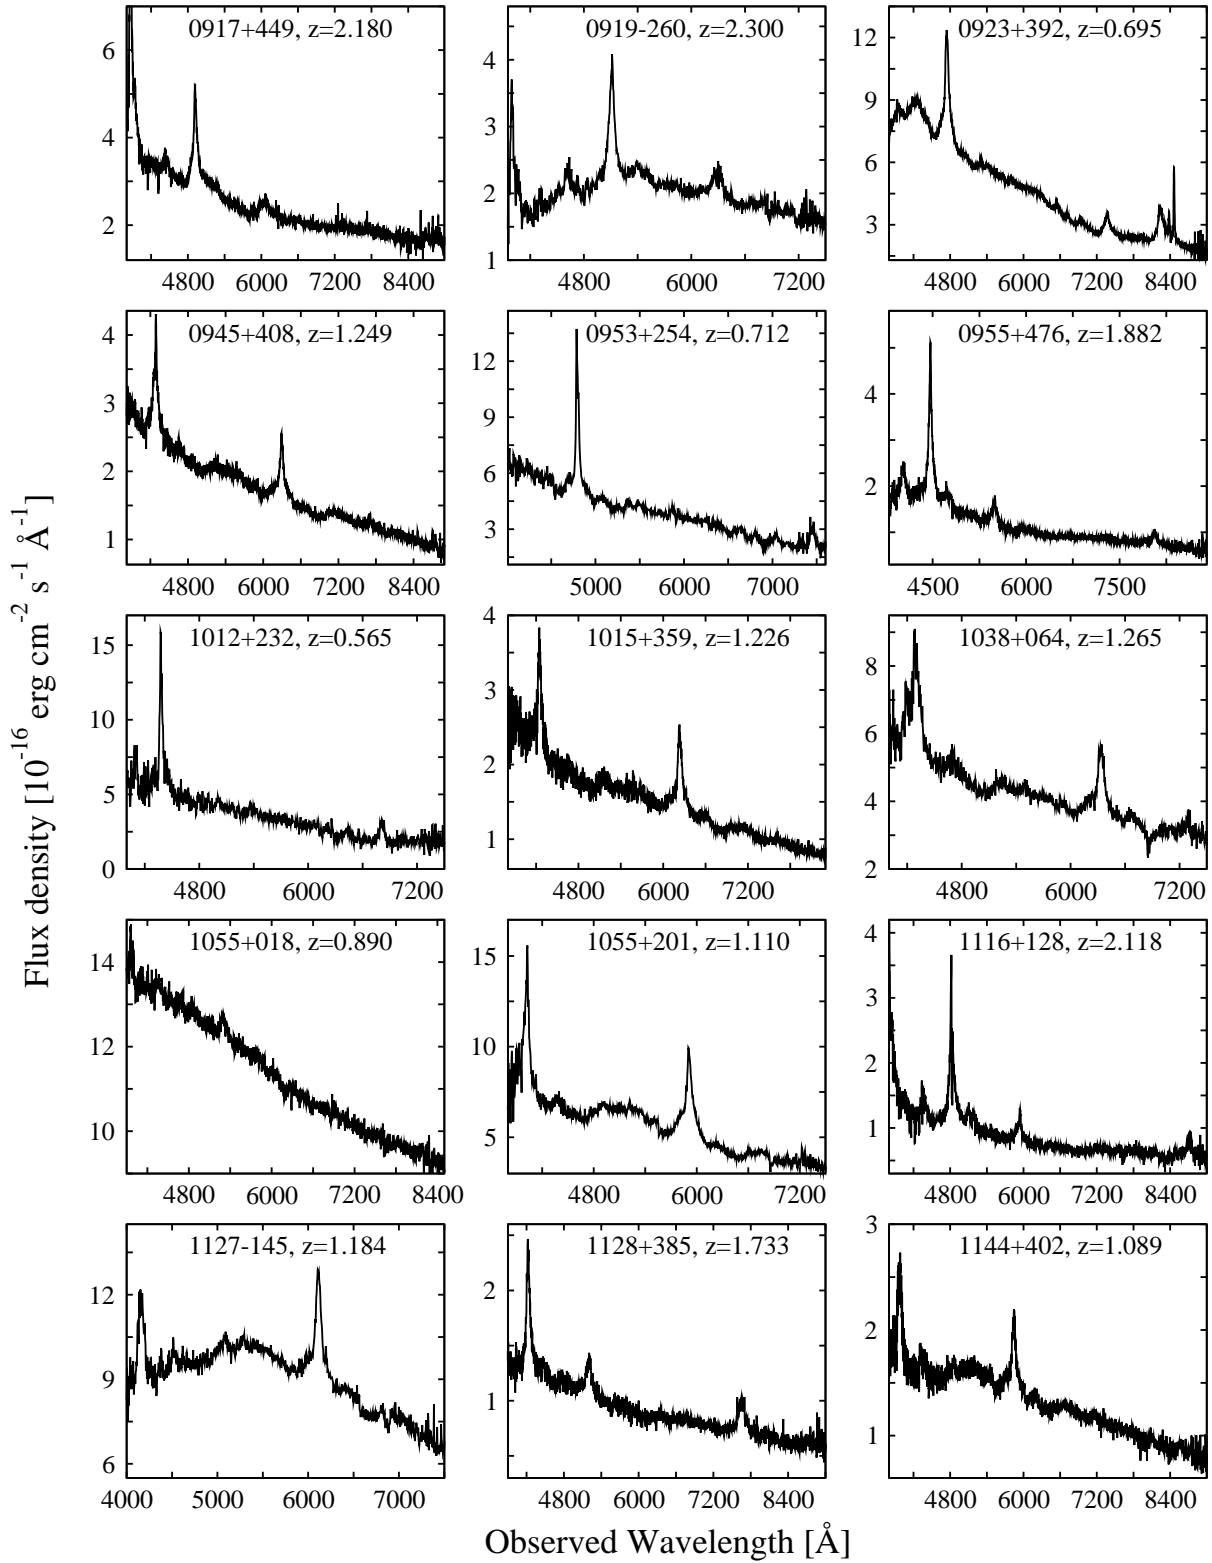 0917+449, z=2.180
6
4
2
4800 6000 7200 8400
0919-260, z=2.300
4
3
2
1
4800 6000 7200
0923+392, z=0.695
12
9
6
3
4800 6000 7200 8400
0945+408, z=1.249
4
3
2
1
4800 6000 7200 8400
0953+254, z=0.712
12
9
6
3
5000 6000 7000
0955+476, z=1.882
4
2
4500 6000 7500
1012+232, z=0.565
15
10
5
0
4800 6000 7200
1015+359, z=1.226
4
3
2
1
4800 6000 7200
1038+064, z=1.265
8
6
4
2
4800 6000 7200
1055+018, z=0.890
14
12
10
4800 6000 7200 8400
1055+201, z=1.110
15
10
5
4800 6000 7200
1116+128, z=2.118
4
3
2
1
4800 6000 7200 8400
1127-145, z=1.184
12
9
6
4000 5000 6000 7000
1128+385, z=1.733
2
1
4800 6000 7200 8400
1144+402, z=1.089
3
2
1
4800 6000 7200 8400
Flux density [10⁻¹⁶ erg cm⁻² s⁻¹ Å⁻¹]
Observed Wavelength [Å]